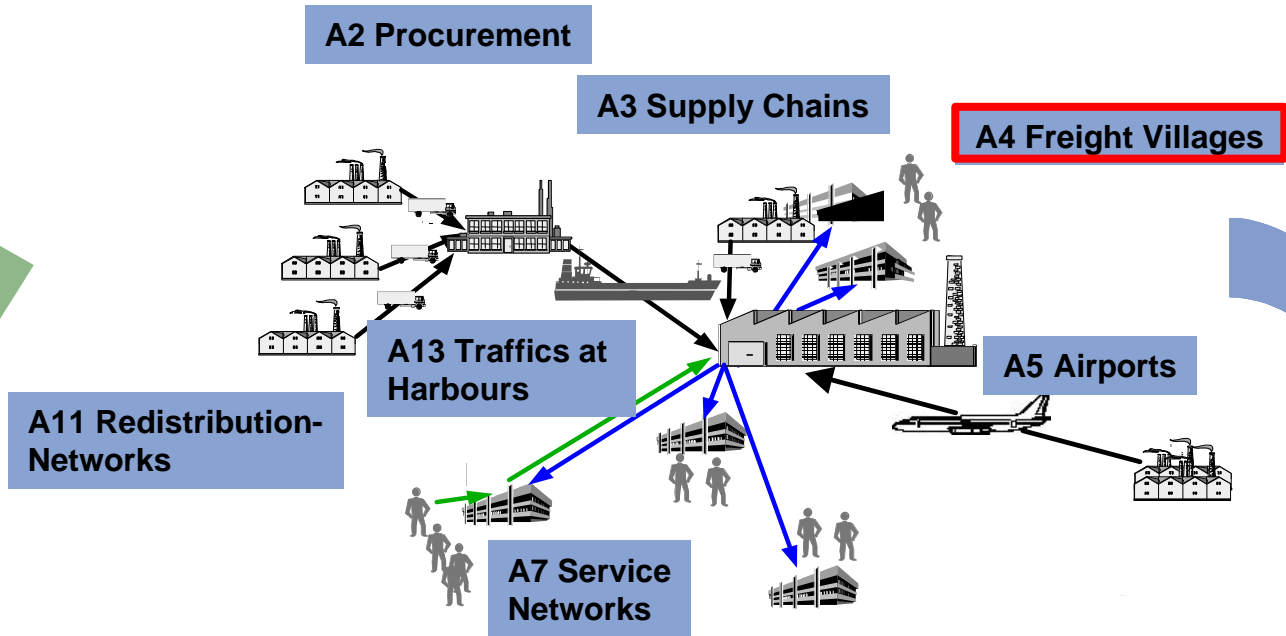 A2 Procurement
A3 Supply Chains
A4 Freight Villages
A13 Traffics at
Harbours
A5 Airports
A11 Redistribution-
Networks
A7 Service
Networks